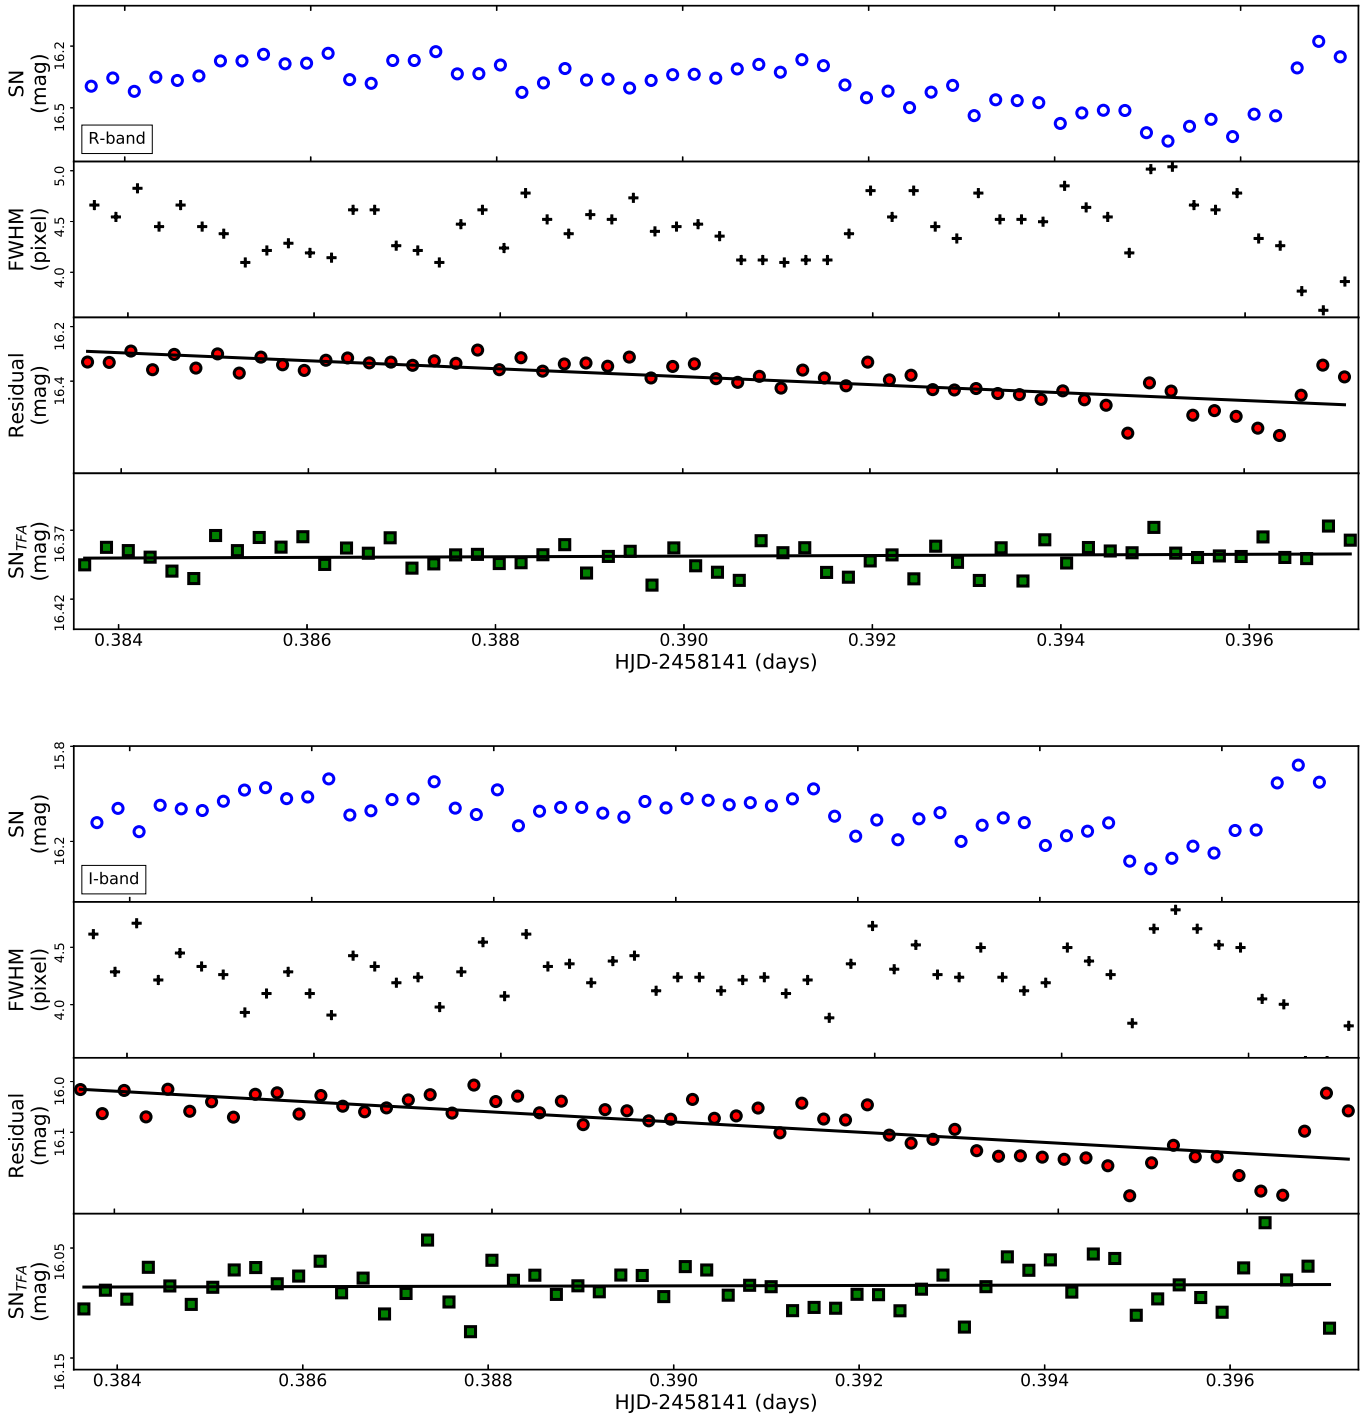 SN
(mag)
16.2
16.5
R-band
FWHM
(pixel)
5.0
4.5
4.0
Residual
(mag)
16.2
16.4
SN_TFA
(mag)
16.37
16.42
0.384 0.386 0.388 0.390 0.392 0.394 0.396
HJD-2458141 (days)
SN
(mag)
15.8
16.2
I-band
FWHM
(pixel)
4.5
4.0
Residual
(mag)
16.0
16.1
SN_TFA
(mag)
16.05
16.15
0.384 0.386 0.388 0.390 0.392 0.394 0.396
HJD-2458141 (days)